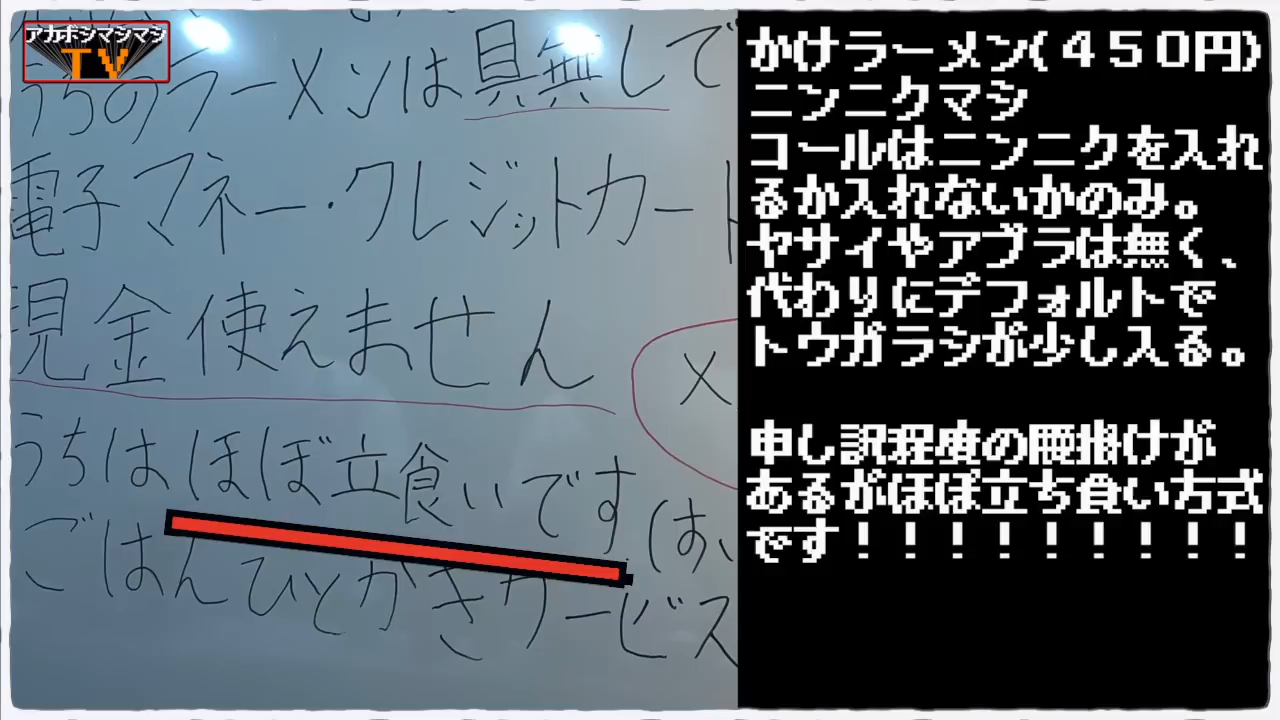 アカボシマシマシ
TV
うちのラーメンは具無しで
電子マネー・クレジットカード
現金使えません
×
うちはほぼ立食いです(お、
ごはんひとかきサービス
かけラーメン(４５０円)
ニンニクマシ
コールはニンニクを入れ
るか入れないかのみ。
ヤサイやアブラは無く、
代わりにデフォルトで
トウガラシが少し入る。
申し訳程度の腰掛けが
あるがほぼ立ち食い方式
です！！！！！！！！！